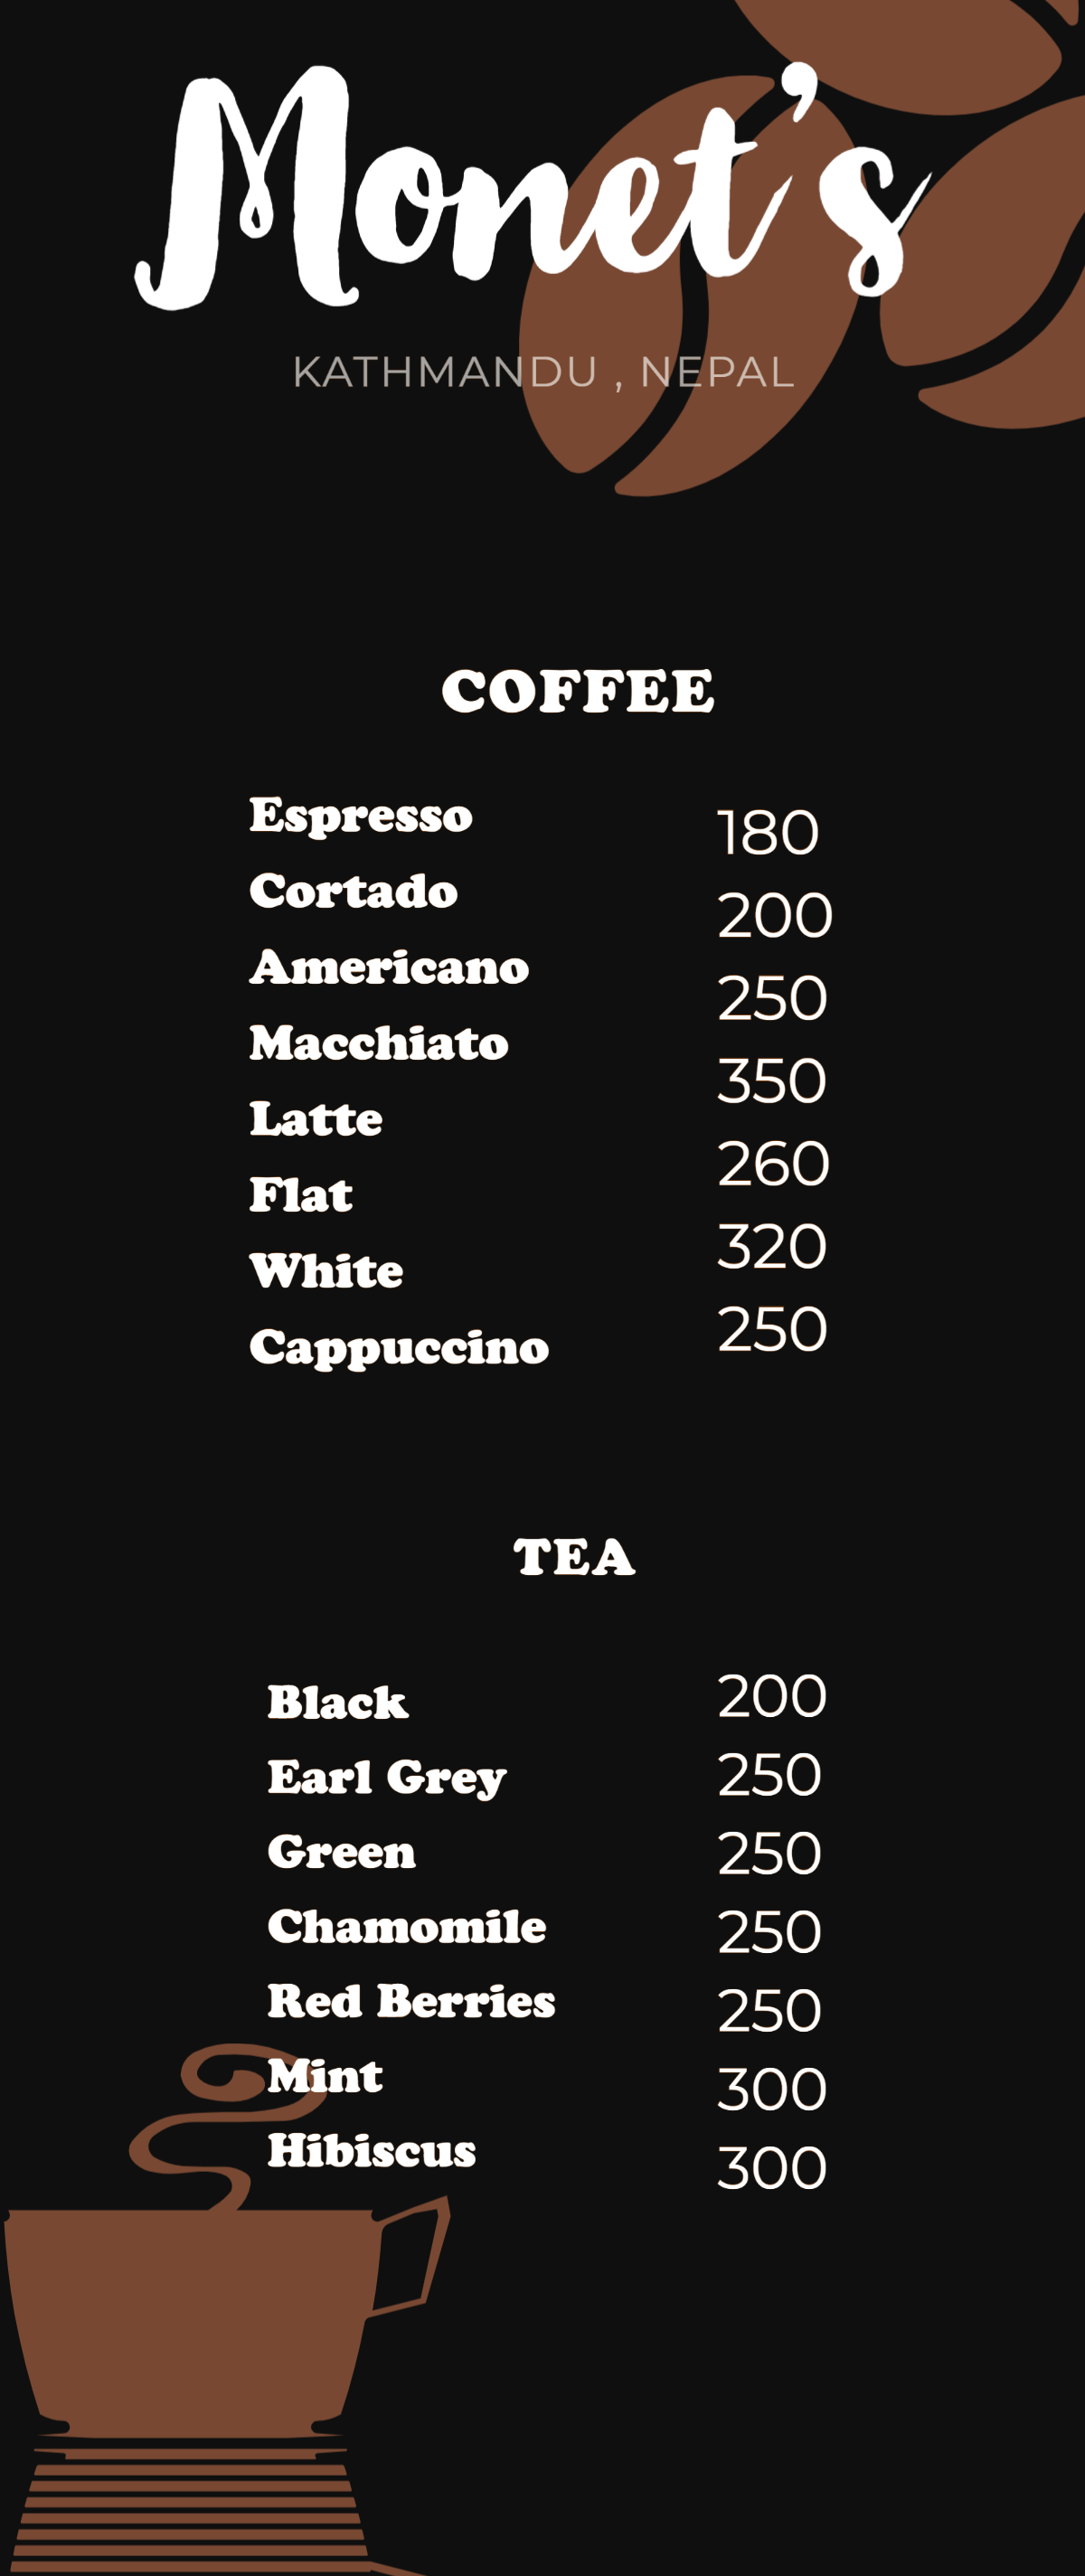 Monet's
KATHMANDU , NEPAL
COFFEE
Espresso
180
Cortado
200
Americano
250
Macchiato
350
Latte
260
Flat
320
White
250
Cappuccino
TEA
Black
200
Earl Grey
250
Green
250
Chamomile
250
Red Berries
250
Mint
300
Hibiscus
300